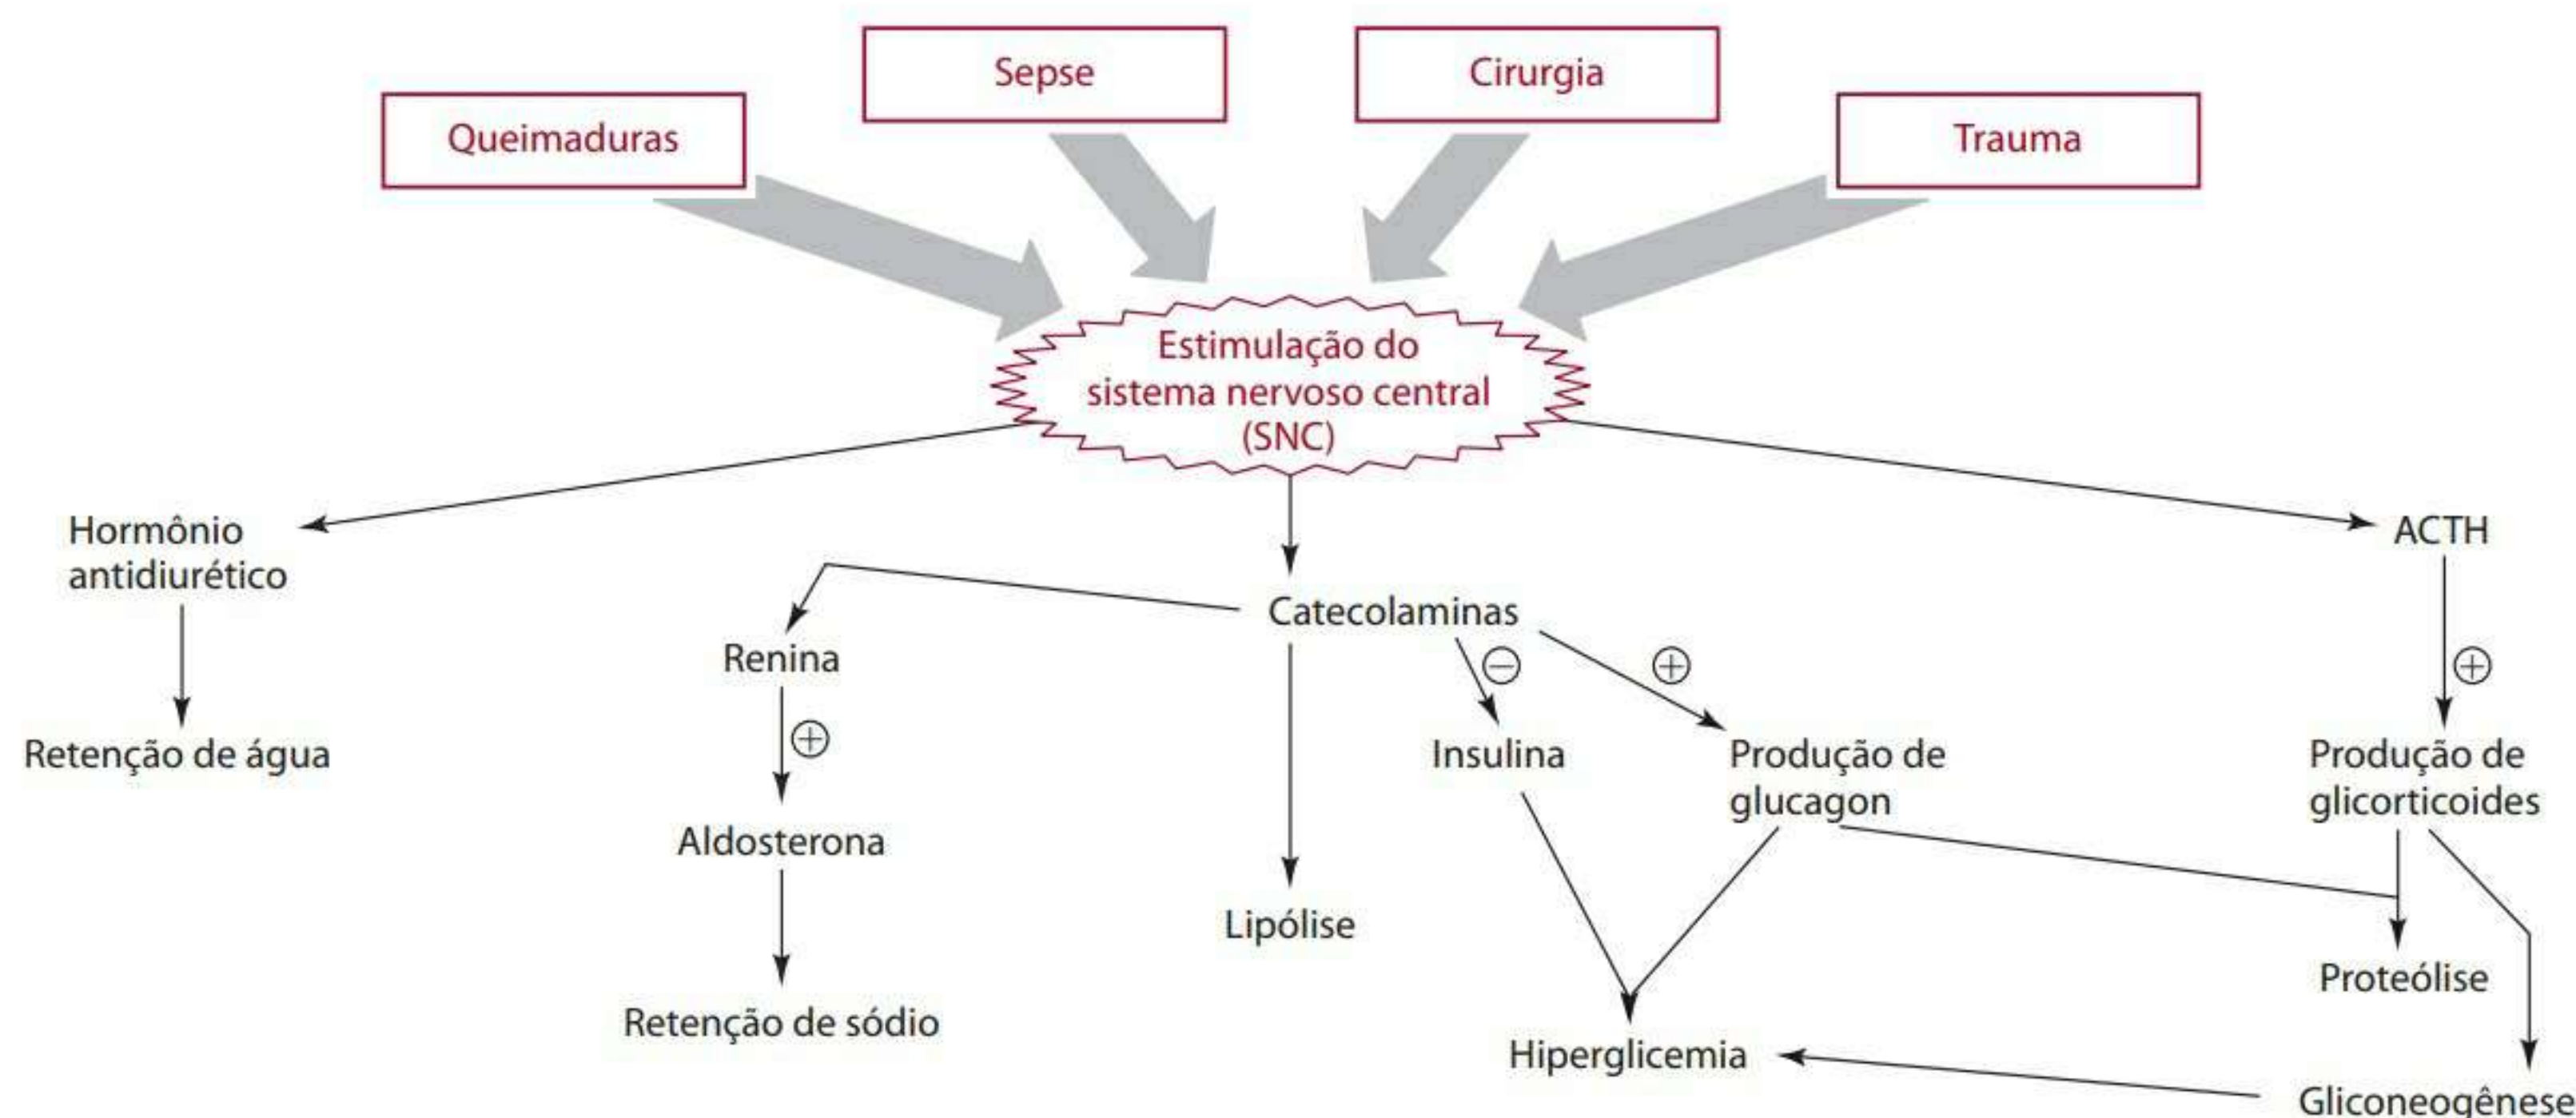 Sepse
Cirurgia
Queimaduras
Trauma
Estimulação do
sistema nervoso central
(SNC)
Hormônio
antidiurético
ACTH
Catecolaminas
Renina
−
+
+
+
Retenção de água
Insulina
Produção de
glucagon
Produção de
glicorticoides
Aldosterona
Lipólise
Proteólise
Retenção de sódio
Hiperglicemia
Gliconeogênese